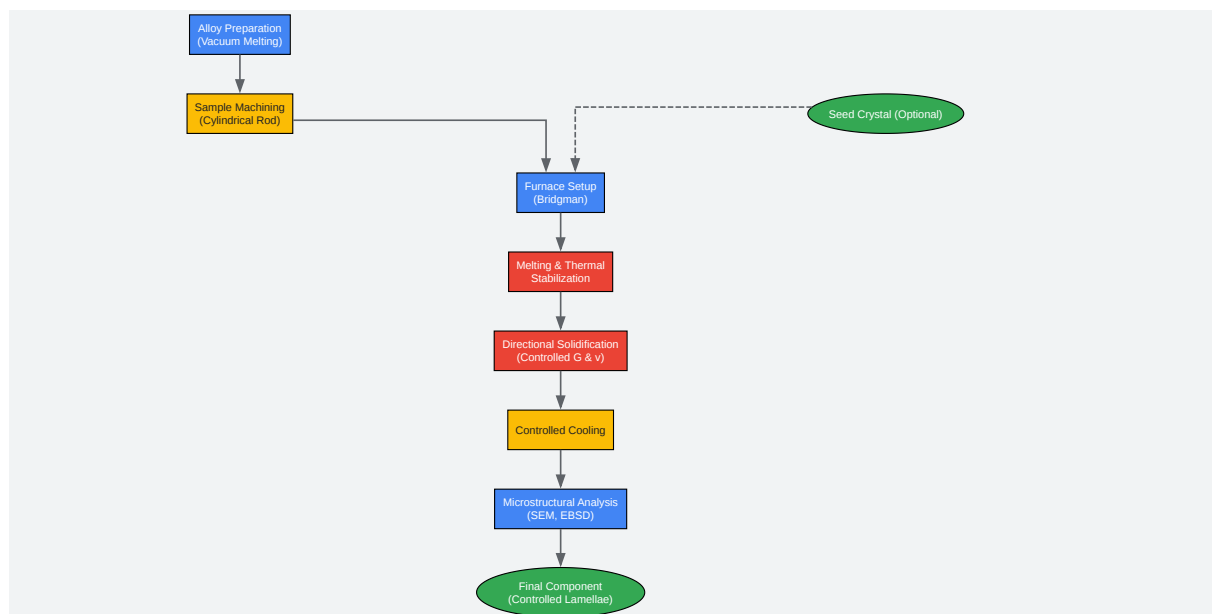 Alloy Preparation
(Vacuum Melting)
Sample Machining
(Cylindrical Rod)
Seed Crystal (Optional)
Furnace Setup
(Bridgman)
Melting & Thermal
Stabilization
Directional Solidification
(Controlled G & v)
Controlled Cooling
Microstructural Analysis
(SEM, EBSD)
Final Component
(Controlled Lamellae)